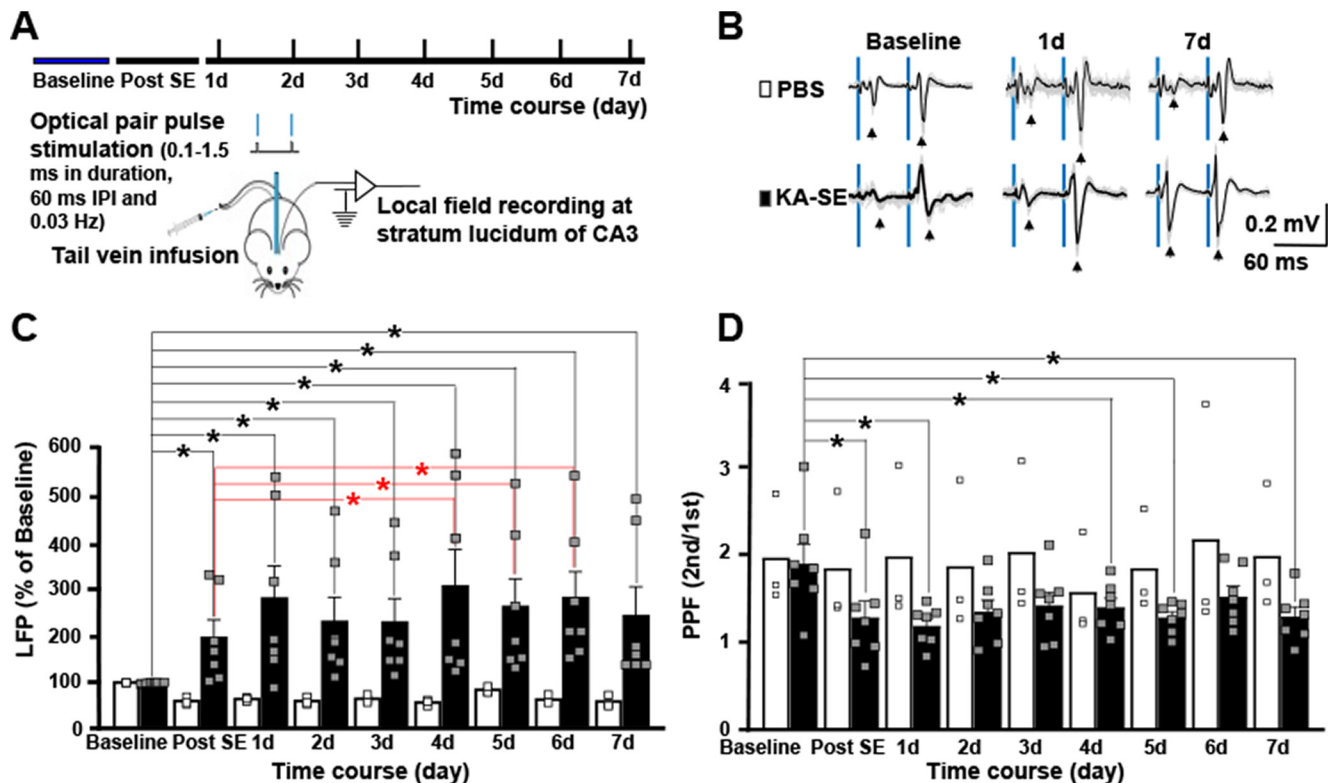 A
Baseline Post SE 1d 2d 3d 4d 5d 6d 7d
Time course (day)
Optical pair pulse
stimulation (0.1-1.5
ms in duration,
60 ms IPI and
0.03 Hz)
Tail vein infusion
Local field recording at
stratum lucidum of CA3
B
Baseline 1d 7d
PBS
KA-SE
0.2 mV
60 ms
C
* * * * * * * *
* * *
LFP (% of Baseline)
600
500
400
300
200
100
0
Baseline Post SE 1d 2d 3d 4d 5d 6d 7d
Time course (day)
D
* * * * *
PPF (2nd/1st)
4
3
2
1
0
Baseline Post SE 1d 2d 3d 4d 5d 6d 7d
Time course (day)